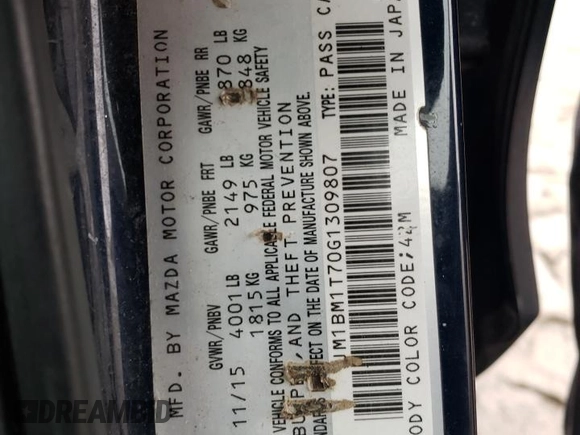 MFD. BY MAZDA MOTOR CORPORATION
GVWR/PNBV GAWR/PNBE FRT GAWR/PNBE RR
11/15 4001 LB 2149 LB 870 LB
1815 KG 975 KG 848 KG
VEHICLE CONFORMS TO ALL APPLICABLE FEDERAL MOTOR VEHICLE SAFETY
AND THEFT PREVENTION
EFFECT ON THE DATE OF MANUFACTURE SHOWN ABOVE.
JM1BM1T70G1309807 TYPE: PASS CA
BODY COLOR CODE: 42M MADE IN JAPA
DREAMBID